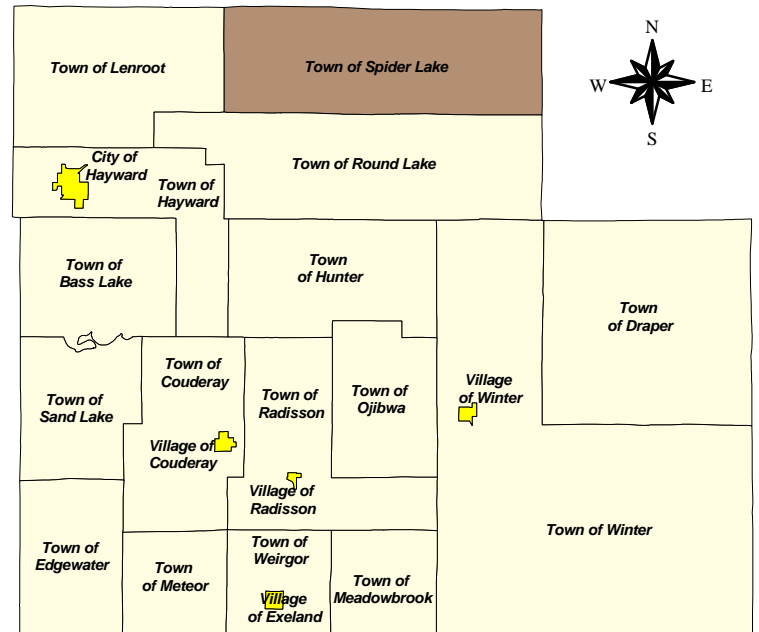 N
W
E
S
Town of Lenroot
Town of Spider Lake
City of
Hayward
Town of
Hayward
Town of Round Lake
Town of
Bass Lake
Town
of Hunter
Town
of Draper
Town of
Sand Lake
Town of
Couderay
Town of
Radisson
Town of
Ojibwa
Village
of Winter
Village of
Couderay
Village of
Radisson
Town of Winter
Town of
Edgewater
Town
of Meteor
Town of
Weirgor
Village
of Exeland
Town of
Meadowbrook